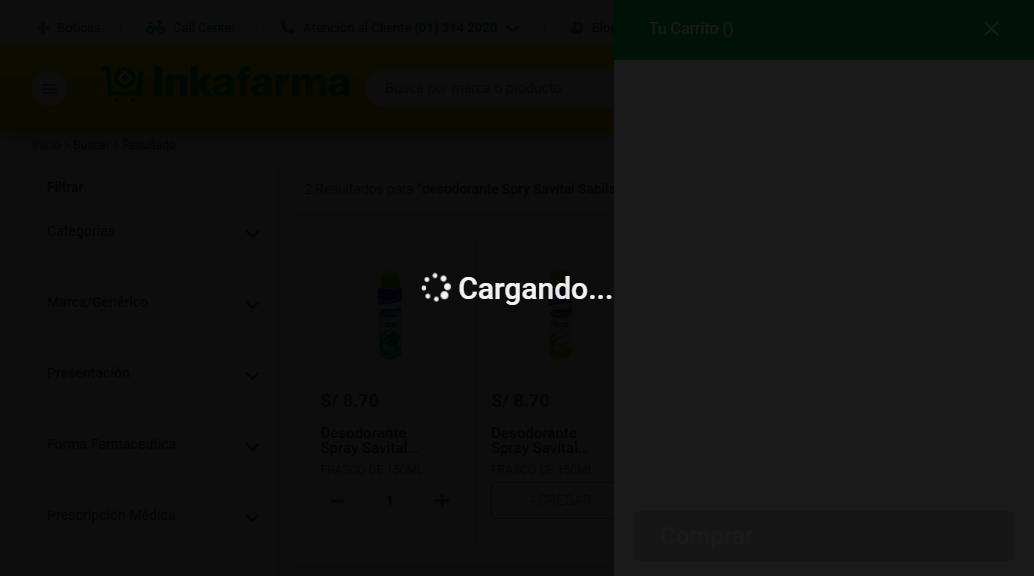 Boticas
Call Center
Atención al Cliente (01) 314 2020
Blog
Tu Carrito ()
Inkafarma
Busca por marca o producto
Inicio > Buscar > Resultado
Filtrar
2 Resultados para "desodorante Spry Savital Sabila
Categorías
Marca/Genérico
Presentación
Forma Farmaceútica
Prescripción Médica
Cargando...
S/ 8.70
S/ 8.70
Desodorante
Spray Savital...
Desodorante
Spray Savital...
FRASCO DE 150ML
FRASCO DE 150ML
1
AGREGAR
Comprar